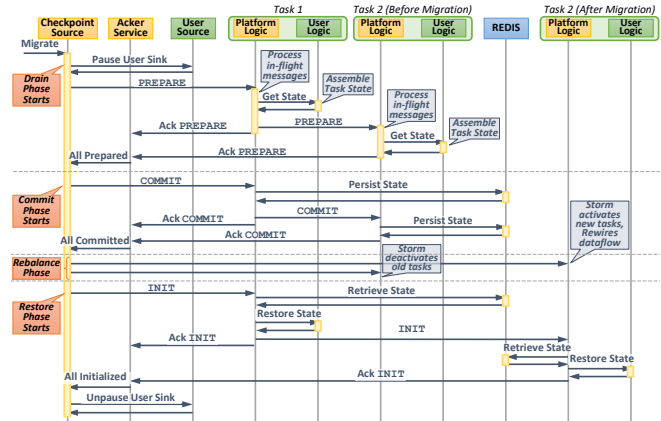 Task 1
Task 2 (Before Migration)
Task 2 (After Migration)
Checkpoint
Source
Acker
Service
User
Source
Platform
Logic
User
Logic
Platform
Logic
User
Logic
REDIS
Platform
Logic
User
Logic
Migrate
Pause User Sink
Drain
Phase
Starts
PREPARE
Process
in-flight
messages
Get State
Assemble
Task State
Ack PREPARE
PREPARE
Process
in-flight
messages
Get State
Assemble
Task State
Ack PREPARE
All Prepared
Commit
Phase
Starts
COMMIT
Persist State
Ack COMMIT
COMMIT
Persist State
Ack COMMIT
All Committed
Storm
activates
new tasks,
Rewires
dataflow
Rebalance
Phase
Storm
deactivates
old tasks
Restore
Phase
Starts
INIT
Retrieve State
Restore State
Ack INIT
INIT
Retrieve State
Restore State
Ack INIT
All Initialized
Unpause User Sink